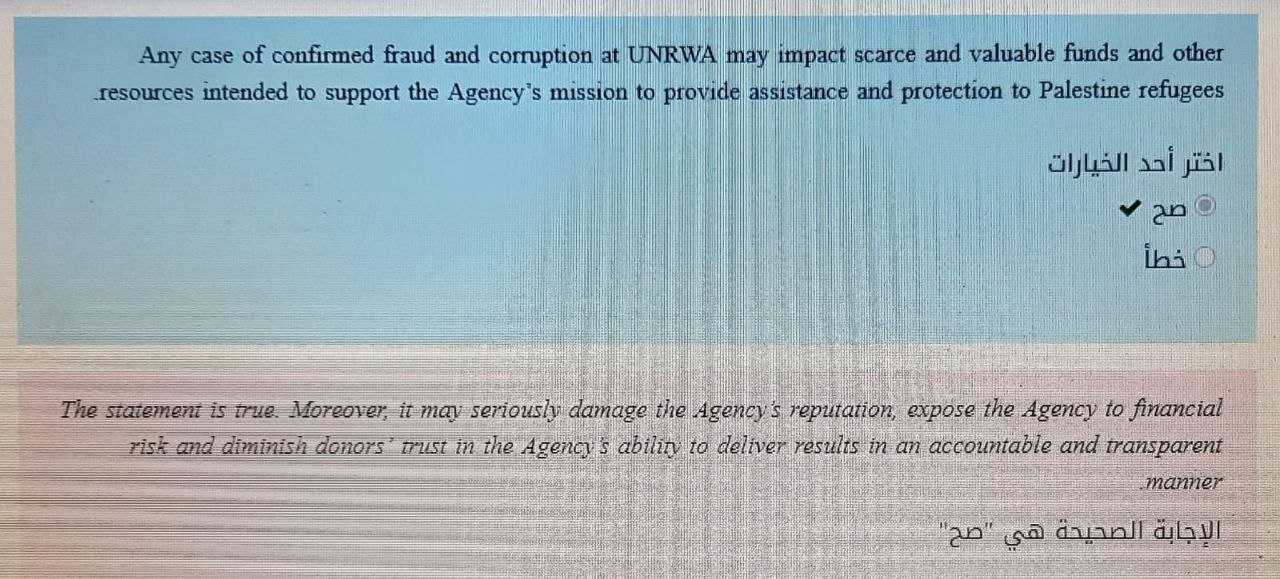 Any case of confirmed fraud and corruption at UNRWA may impact scarce and valuable funds and other
.resources intended to support the Agency's mission to provide assistance and protection to Palestine refugees
اختر أحد الخيارات
صح ✔
خطأ
The statement is true. Moreover, it may seriously damage the Agency's reputation, expose the Agency to financial
risk and diminish donors' trust in the Agency's ability to deliver results in an accountable and transparent
.manner
الإجابة الصحيحة هي "صح"